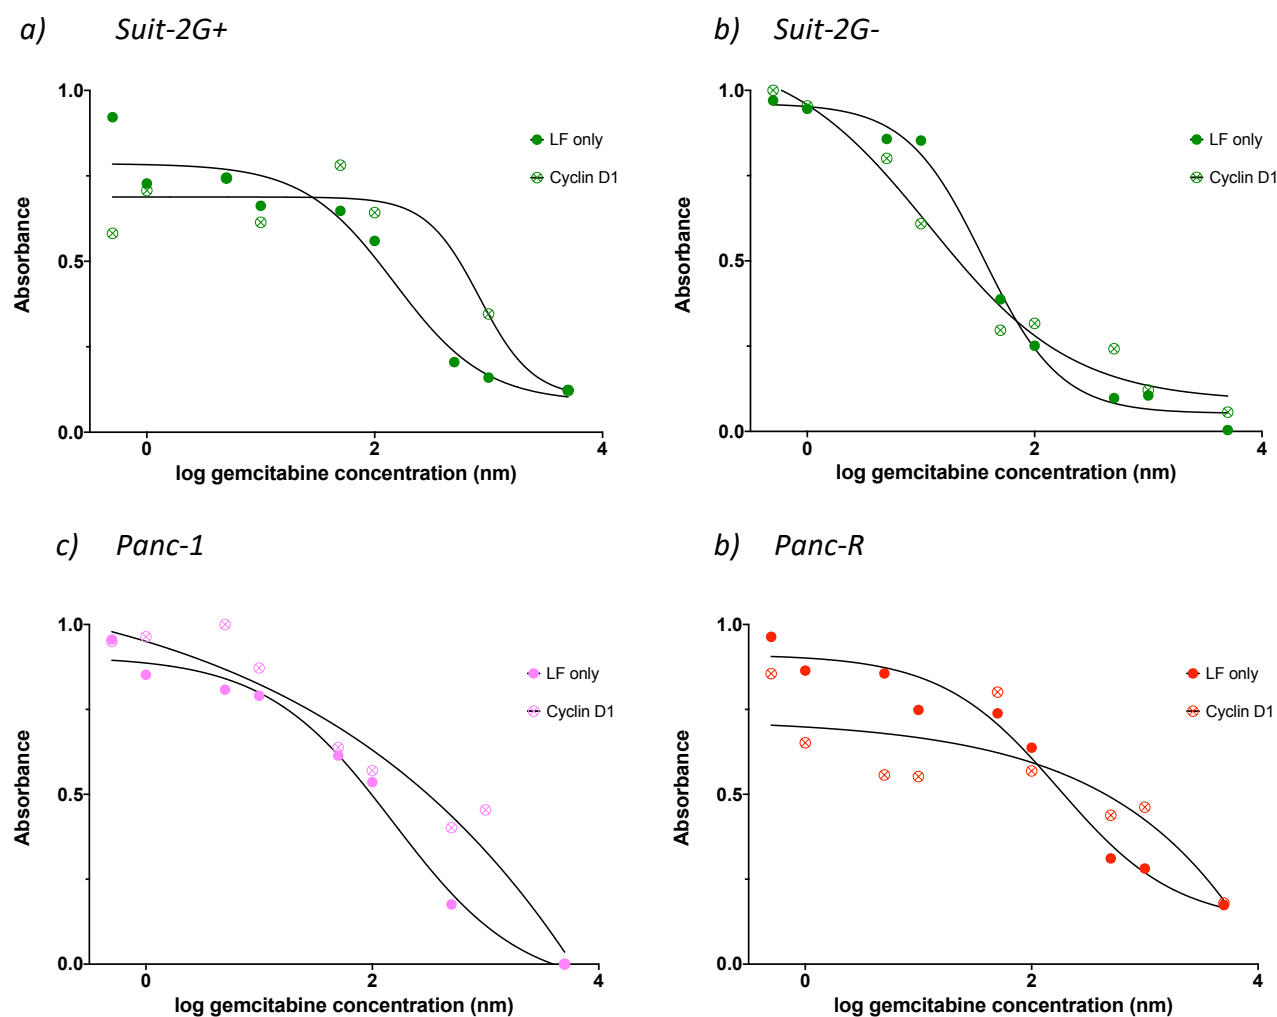 a) Suit-2G+
b) Suit-2G-
1.0
0.5
0.0
0 2 4
Absorbance
log gemcitabine concentration (nm)
LF only
Cyclin D1
1.0
0.5
0.0
0 2 4
Absorbance
log gemcitabine concentration (nm)
LF only
Cyclin D1
c) Panc-1
b) Panc-R
1.0
0.5
0.0
0 2 4
Absorbance
log gemcitabine concentration (nm)
LF only
Cyclin D1
1.0
0.5
0.0
0 2 4
Absorbance
log gemcitabine concentration (nm)
LF only
Cyclin D1